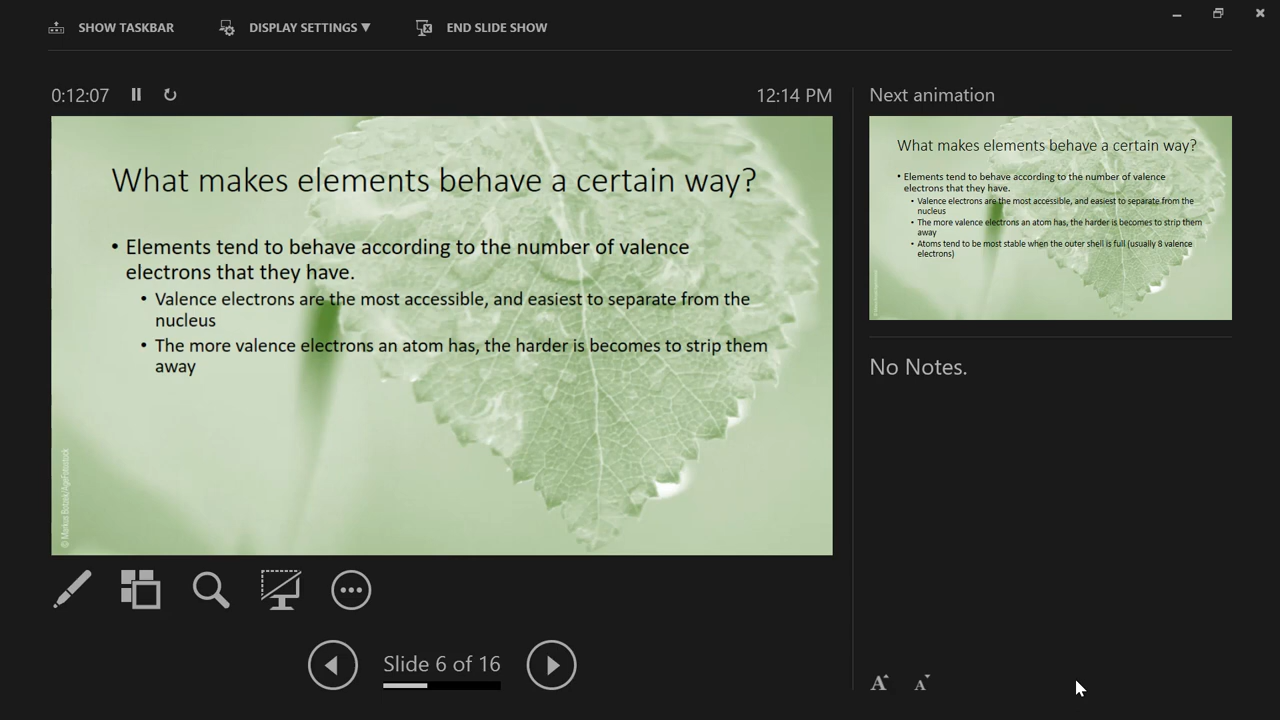 SHOW TASKBAR
DISPLAY SETTINGS ▼
END SLIDE SHOW
0:12:07
12:14 PM
Next animation
What makes elements behave a certain way?
• Elements tend to behave according to the number of valence
electrons that they have.
• Valence electrons are the most accessible, and easiest to separate from the
nucleus
• The more valence electrons an atom has, the harder is becomes to strip them
away
© Markus Botzek/AgeFotostock
What makes elements behave a certain way?
• Elements tend to behave according to the number of valence
electrons that they have.
• Valence electrons are the most accessible, and easiest to separate from the
nucleus
• The more valence electrons an atom has, the harder is becomes to strip them
away
• Atoms tend to be most stable when the outer shell is full (usually 8 valence
electrons)
No Notes.
Slide 6 of 16
A A